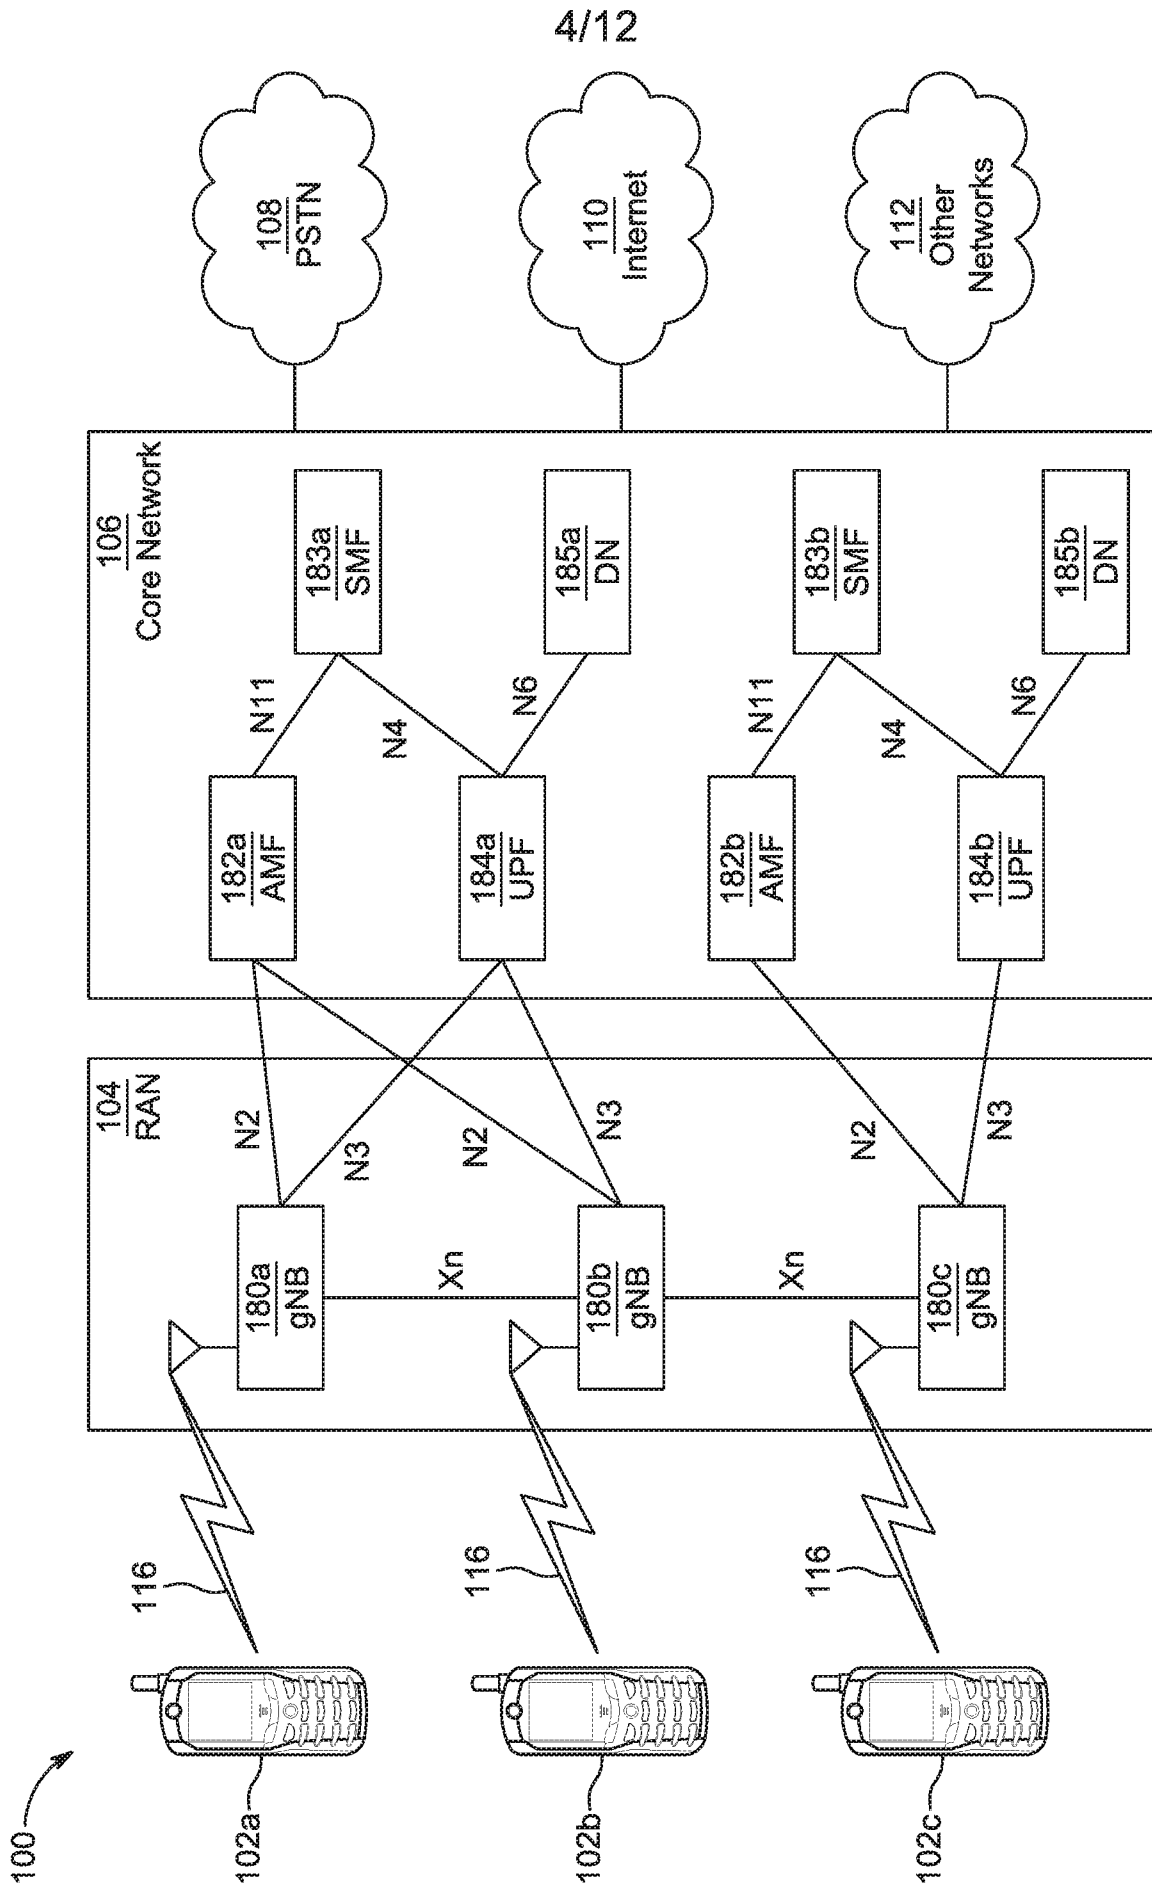 4/12
100
102a
116
180a
gNB
104
RAN
N2
N3
Xn
106
Core Network
182a
AMF
N11
183a
SMF
N4
108
PSTN
102b
116
180b
gNB
N2
N3
Xn
184a
UPF
N6
185a
DN
110
Internet
182b
AMF
N11
183b
SMF
N4
102c
116
180c
gNB
N2
N3
184b
UPF
N6
185b
DN
112
Other
Networks